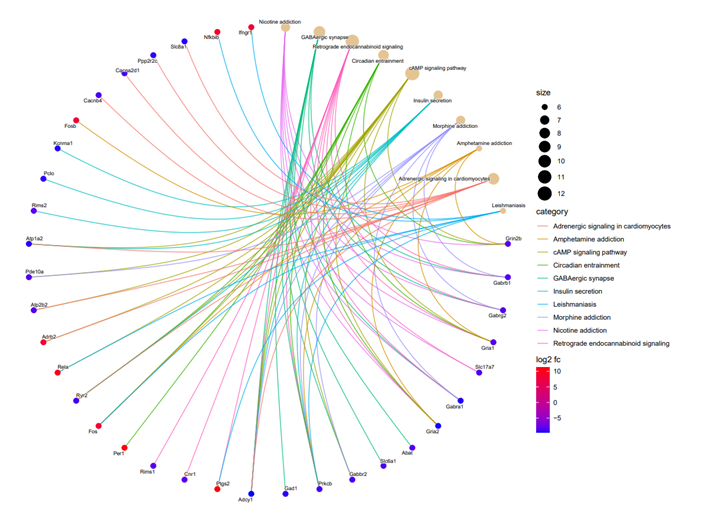 Nicotine addiction
GABAergic synapse
Retrograde endocannabinoid signaling
Circadian entrainment
cAMP signaling pathway
Insulin secretion
Morphine addiction
Amphetamine addiction
Adrenergic signaling in cardiomyocytes
Leishmaniasis
Grin2b
Gabrb1
Gabrg2
Gria1
Slc17a7
Gabra1
Gria2
Abat
Slc6a1
Gabbr2
Prkcb
Gad1
Adcy1
Ptgs2
Cnr1
Rims1
Per1
Fos
Ryr2
Rela
Adrb2
Atp2b2
Pde10a
Atp1a2
Rims2
Pclo
Kcnma1
Fosb
Cacnb4
Cacna2d1
Ppp2r2c
Slc8a1
Nfkbib
Ifngr1
size
6
7
8
9
10
11
12
category
Adrenergic signaling in cardiomyocytes
Amphetamine addiction
cAMP signaling pathway
Circadian entrainment
GABAergic synapse
Insulin secretion
Leishmaniasis
Morphine addiction
Nicotine addiction
Retrograde endocannabinoid signaling
log2 fc
10
5
0
−5